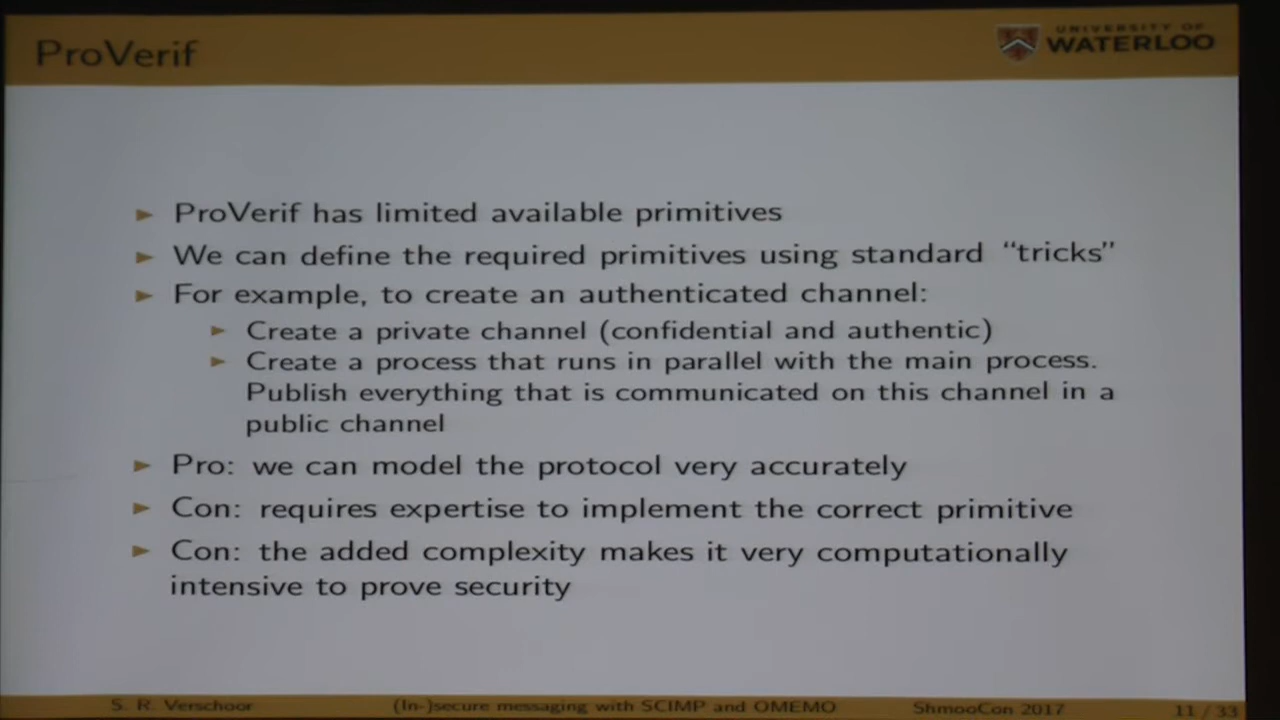 ProVerif
UNIVERSITY OF
WATERLOO
ProVerif has limited available primitives
We can define the required primitives using standard “tricks”
For example, to create an authenticated channel:
Create a private channel (confidential and authentic)
Create a process that runs in parallel with the main process.
Publish everything that is communicated on this channel in a
public channel
Pro: we can model the protocol very accurately
Con: requires expertise to implement the correct primitive
Con: the added complexity makes it very computationally
intensive to prove security
S. R. Verschoor (In-)secure messaging with SCIMP and OMEMO ShmooCon 2017 11 / 33